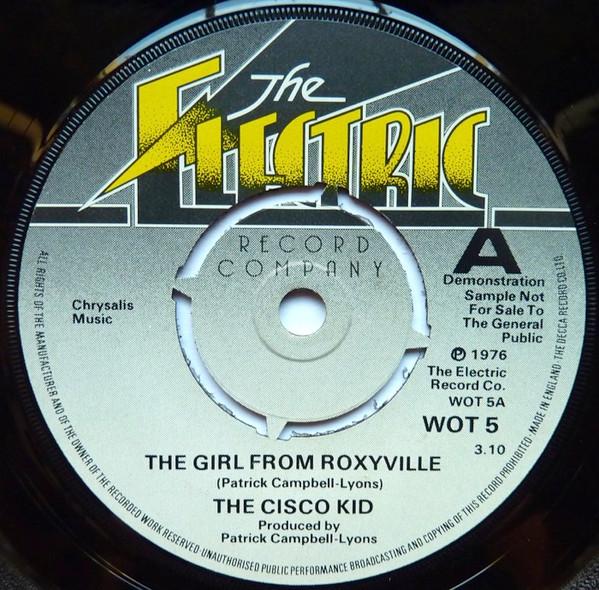 The
ELECTRIC
RECORD
COMPANY
A
Demonstration
Sample Not
For Sale To
The General
Public
Chrysalis
Music
℗ 1976
The Electric
Record Co.
WOT 5A
WOT 5
3.10
THE GIRL FROM ROXYVILLE
(Patrick Campbell-Lyons)
THE CISCO KID
Produced by
Patrick Campbell-Lyons
ALL RIGHTS OF THE MANUFACTURER AND OF THE OWNER OF THE RECORDED WORK RESERVED·UNAUTHORISED PUBLIC PERFORMANCE BROADCASTING AND COPYING OF THIS RECORD PROHIBITED·MADE IN ENGLAND·THE DECCA RECORD CO.LTD.